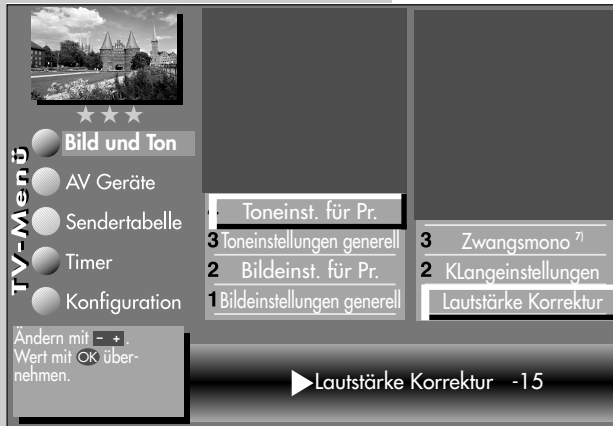 TV-Menü
Bild und Ton
AV Geräte
Sendertabelle
Timer
Konfiguration
Toneinst. für Pr.
3 Toneinstellungen generell
2 Bildeinst. für Pr.
1 Bildeinstellungen generell
3 Zwangsmono 7)
2 KLangeinstellungen
Lautstärke Korrektur
Ändern mit - + .
Wert mit OK über-
nehmen.
Lautstärke Korrektur -15